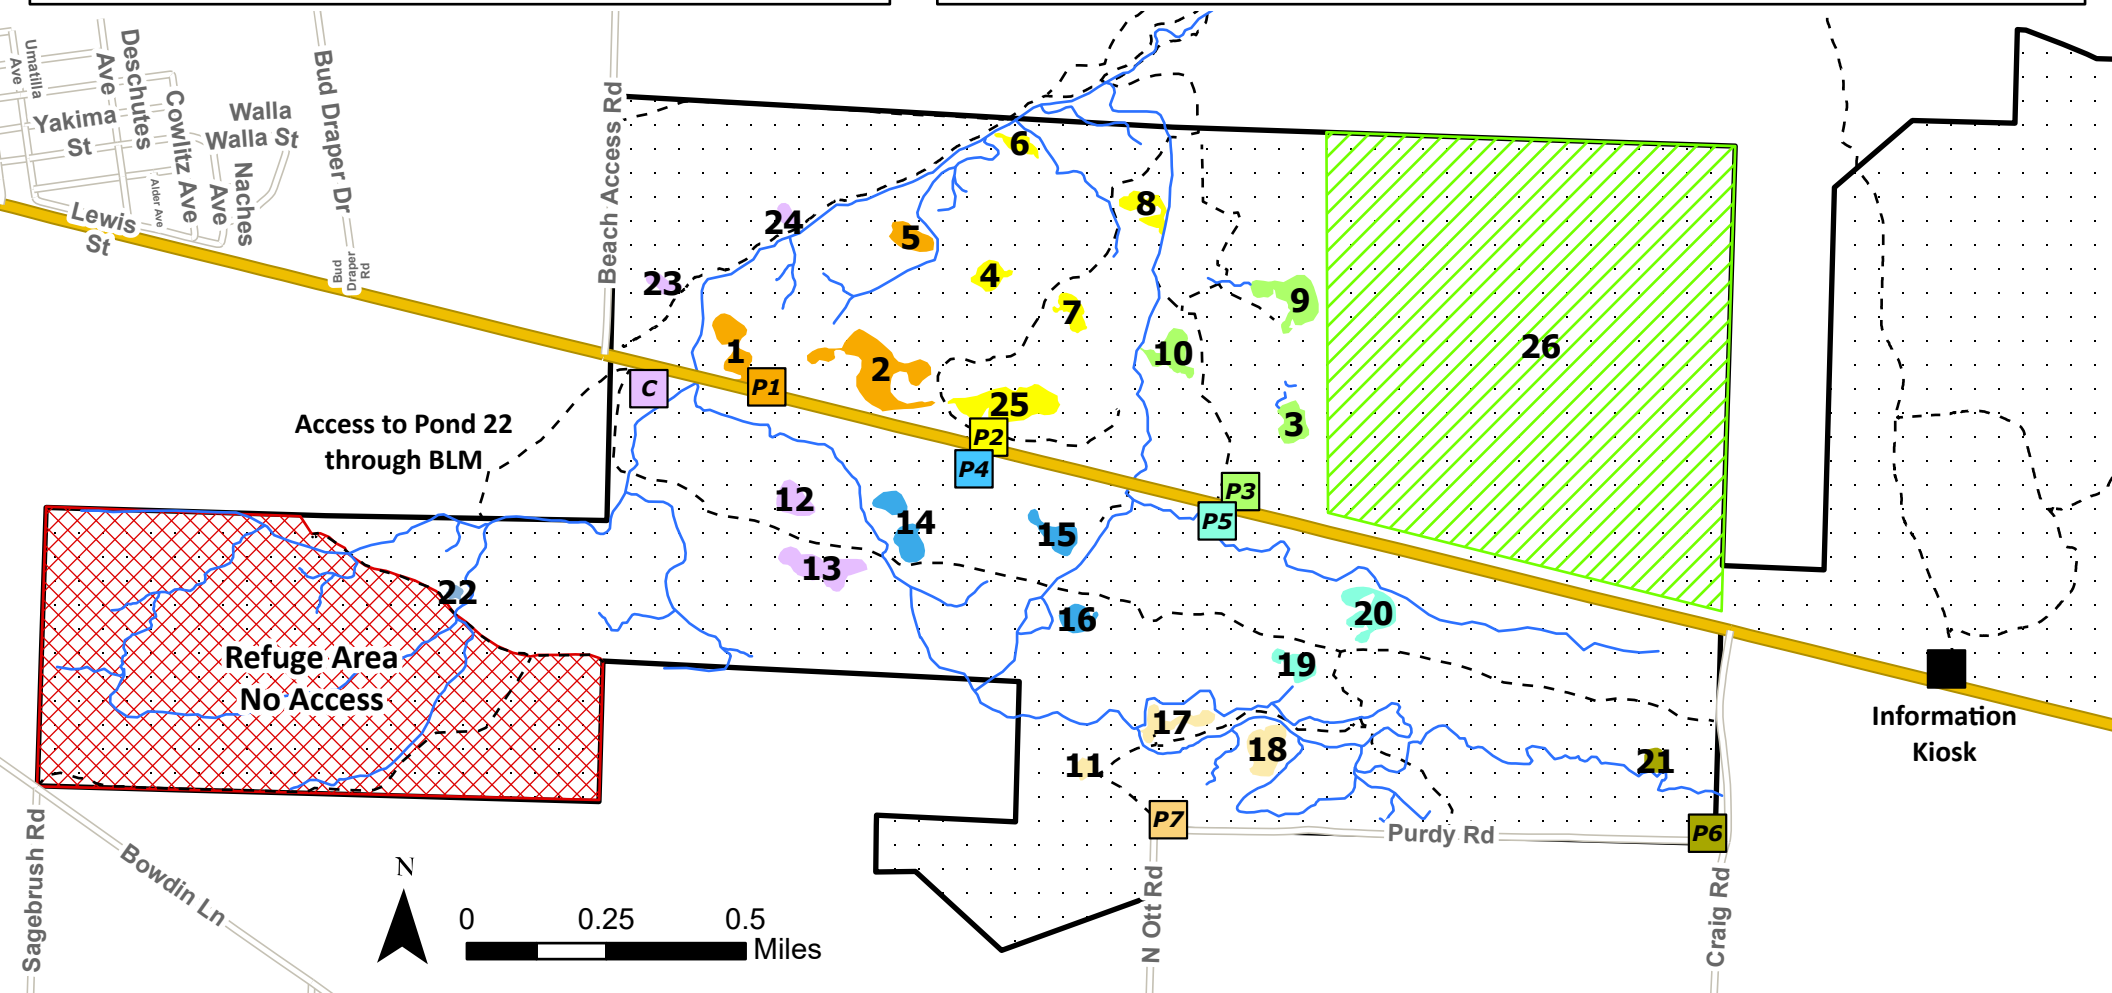 Umatilla
Ave
Deschutes
Ave
Yakima
St
Cowlitz Ave
Walla
Walla St
Naches
Ave
Alder Ave
Lewis
St
Bud Draper Dr
Bud
Draper
Rd
Beach Access Rd
6
8
24
5
4
23
7
9
26
1
2
10
25
3
C
P1
P2
P4
P3
P5
Access to Pond 22
through BLM
12
14
15
13
22
16
20
19
Refuge Area
No Access
17
18
11
21
Information
Kiosk
P7
P6
Purdy Rd
Sagebrush Rd
Bowdin Ln
N
0 0.25 0.5
Miles
N Ott Rd
Craig Rd